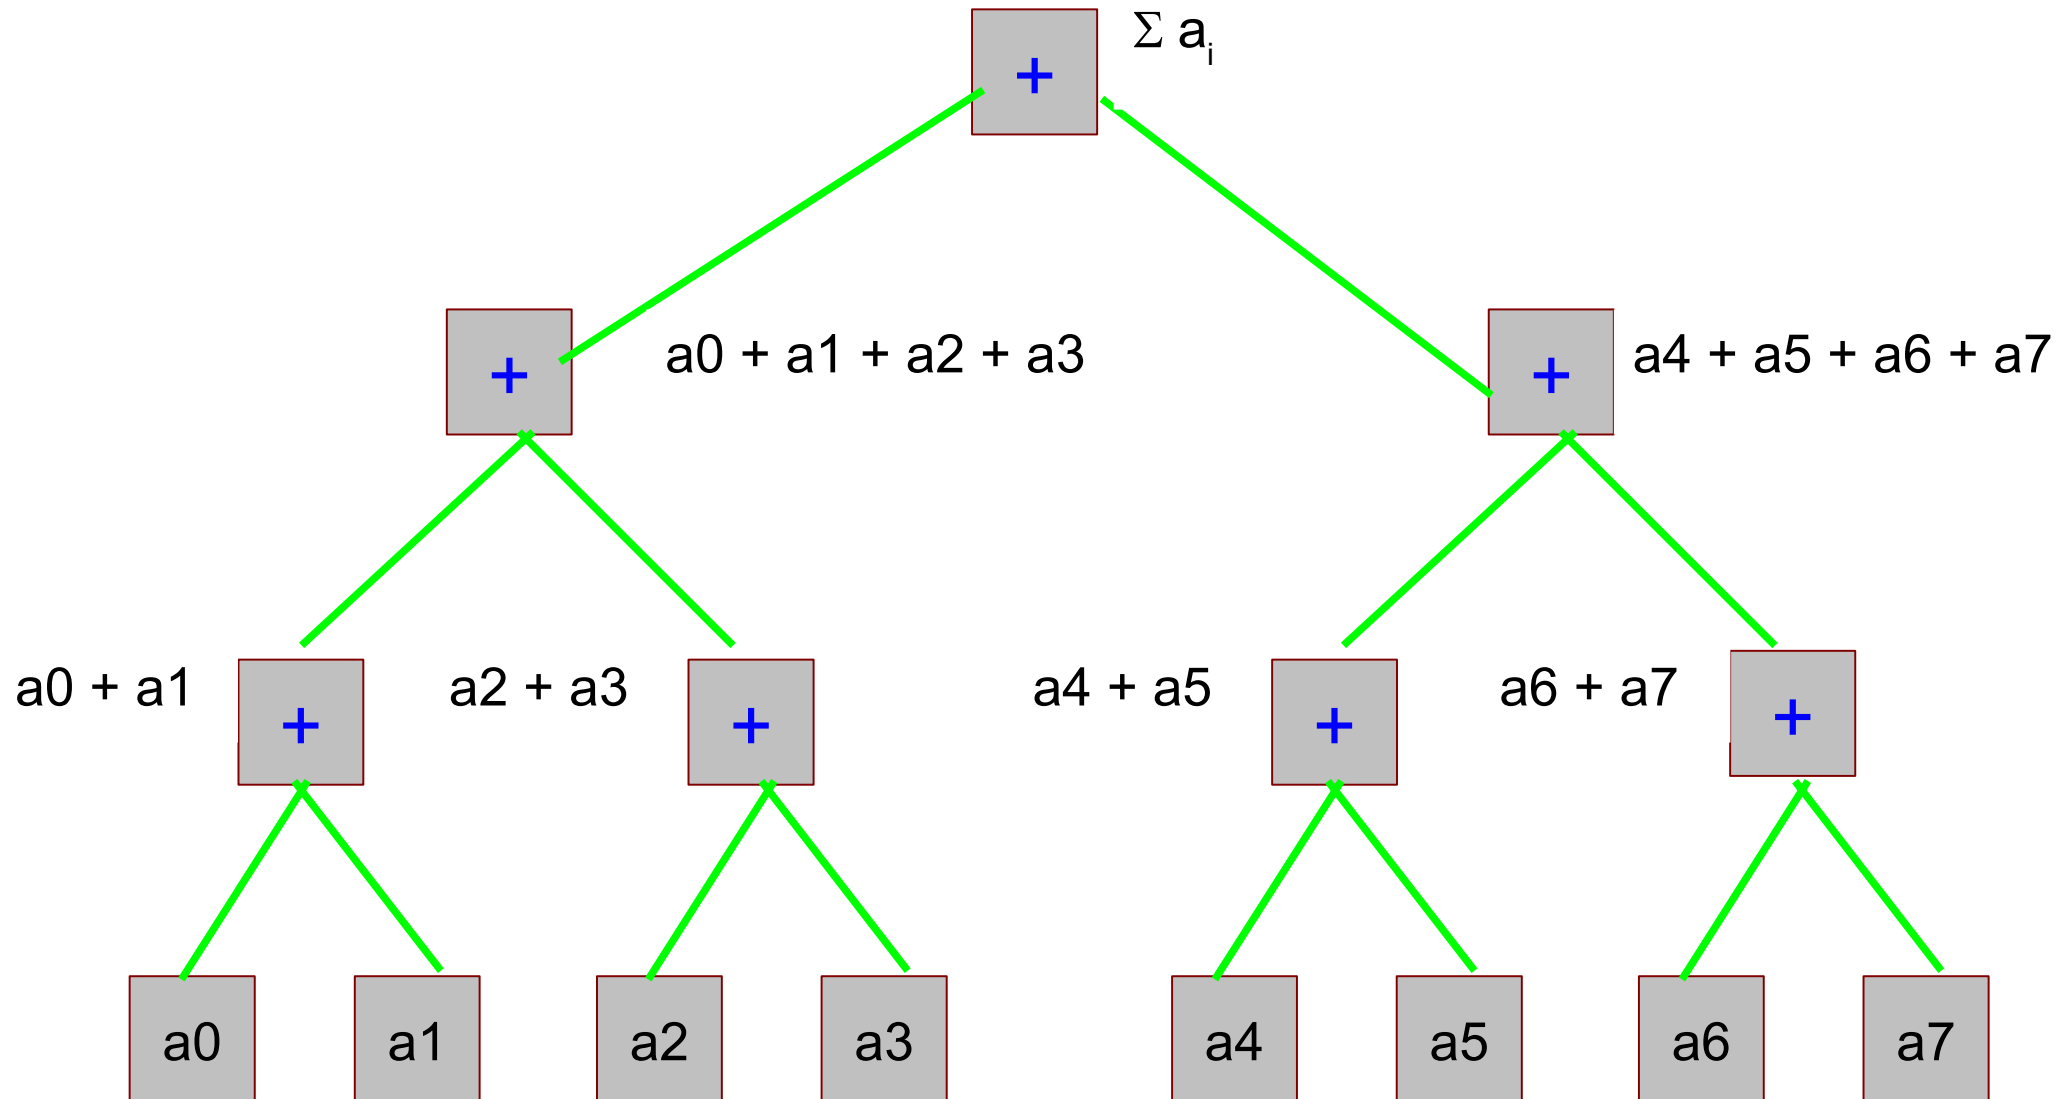 Σ ai
+
+
a0 + a1 + a2 + a3
+
a4 + a5 + a6 + a7
a0 + a1
+
a2 + a3
+
a4 + a5
+
a6 + a7
+
a0
a1
a2
a3
a4
a5
a6
a7